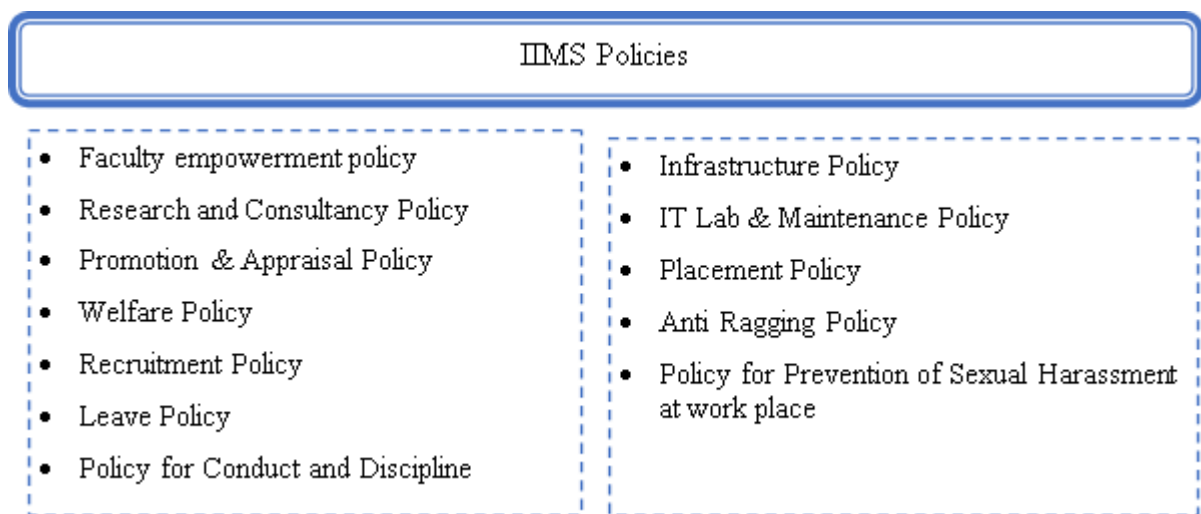 IIMS Policies
• Faculty empowerment policy
• Research and Consultancy Policy
• Promotion & Appraisal Policy
• Welfare Policy
• Recruitment Policy
• Leave Policy
• Policy for Conduct and Discipline
• Infrastructure Policy
• IT Lab & Maintenance Policy
• Placement Policy
• Anti Ragging Policy
• Policy for Prevention of Sexual Harassment
at work place